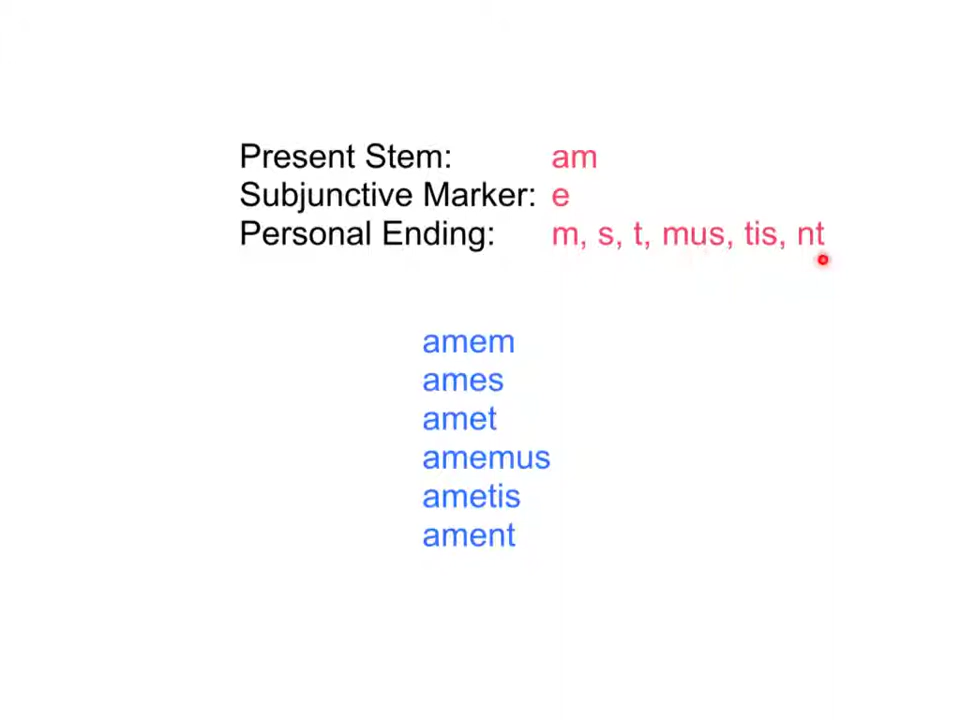 Present Stem: am
Subjunctive Marker: e
Personal Ending: m, s, t, mus, tis, nt
amem
ames
amet
amemus
ametis
ament